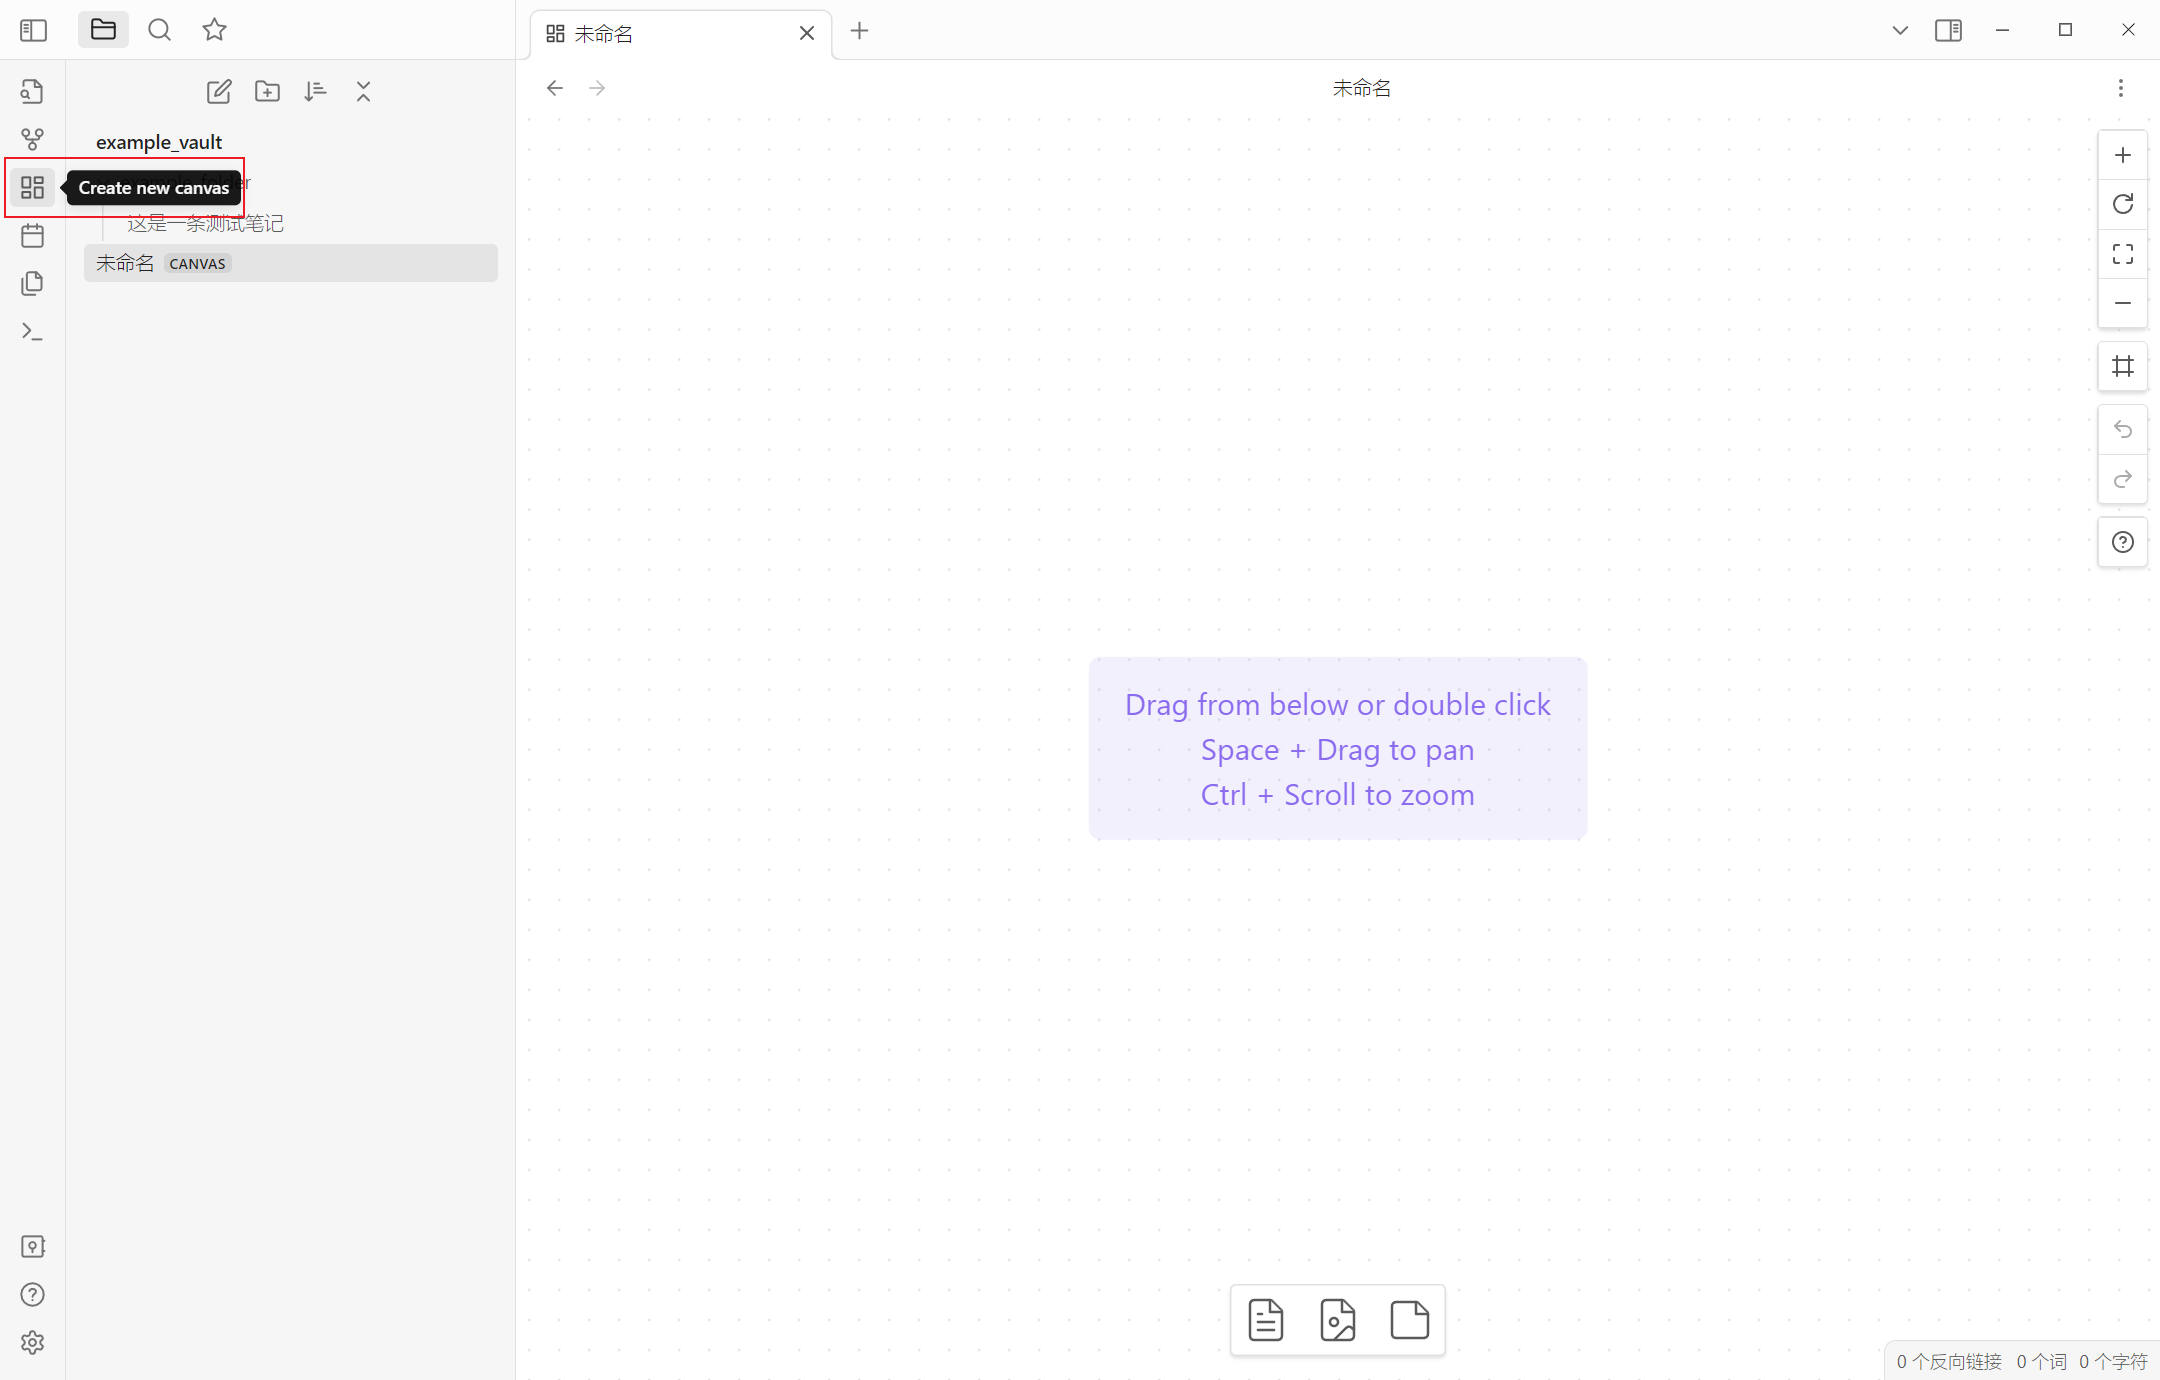 未命名
未命名
example_vault
Create new canvas
这是一条测试笔记
未命名 CANVAS
Drag from below or double click
Space + Drag to pan
Ctrl + Scroll to zoom
0 个反向链接 0 个词 0 个字符